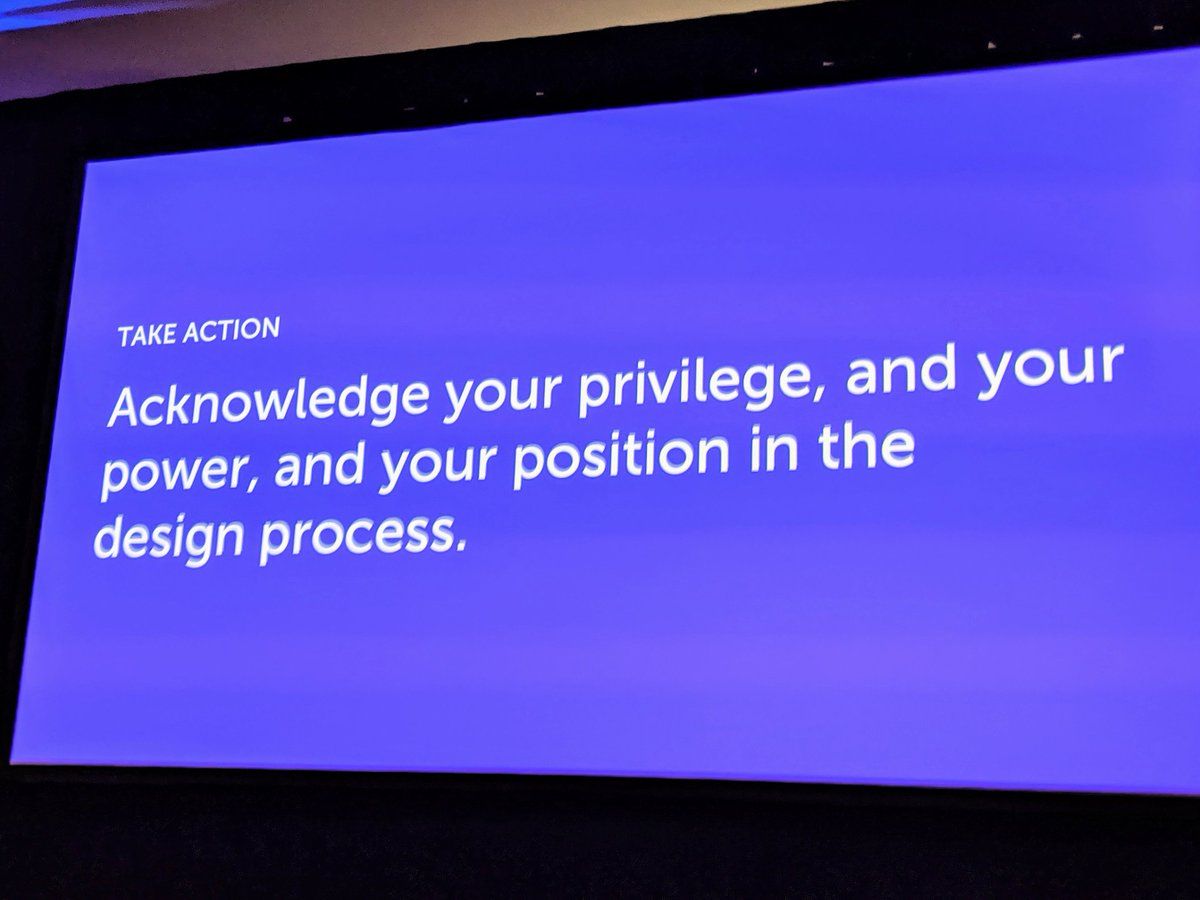 TAKE ACTION
Acknowledge your privilege, and your
power, and your position in the
design process.